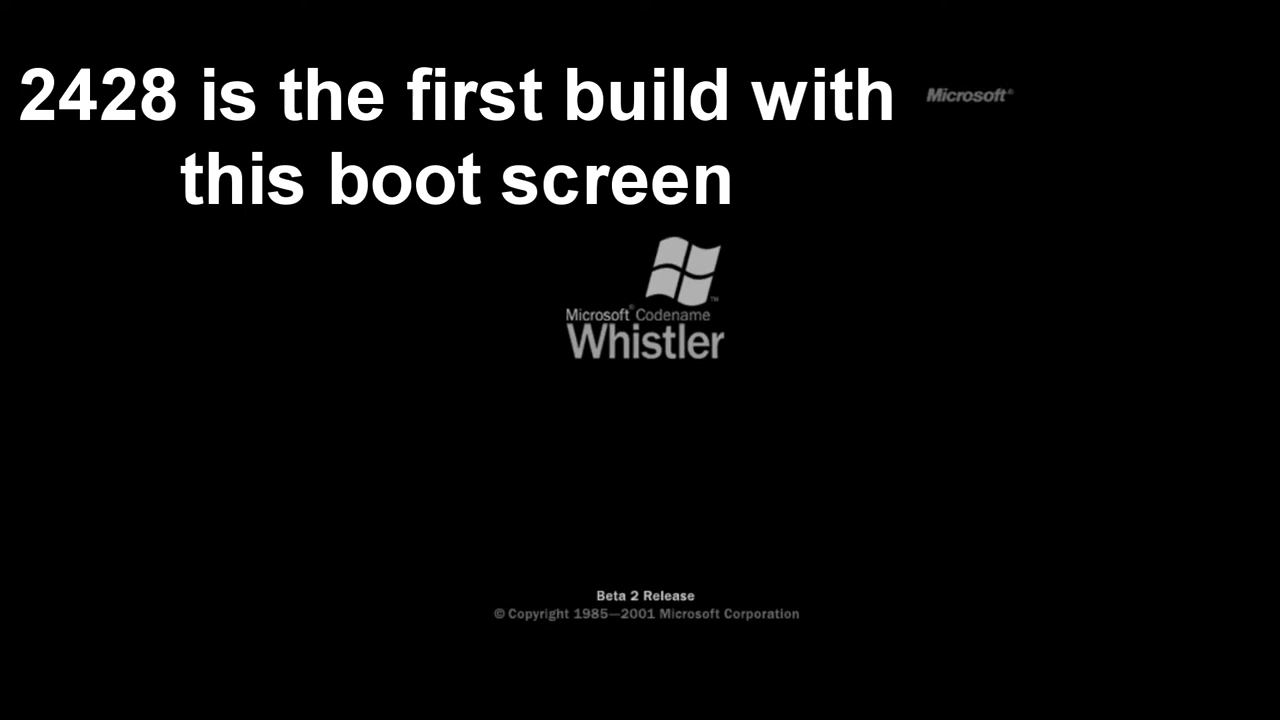 2428 is the first build with
Microsoft®
this boot screen
Microsoft® Codename
Whistler
Beta 2 Release
© Copyright 1985—2001 Microsoft Corporation